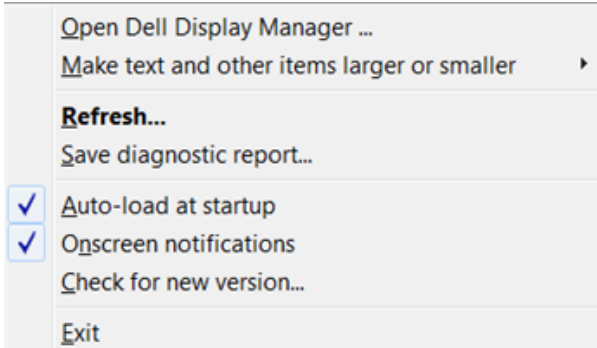 Open Dell Display Manager ...
Make text and other items larger or smaller
Refresh...
Save diagnostic report...
Auto-load at startup
Onscreen notifications
Check for new version...
Exit